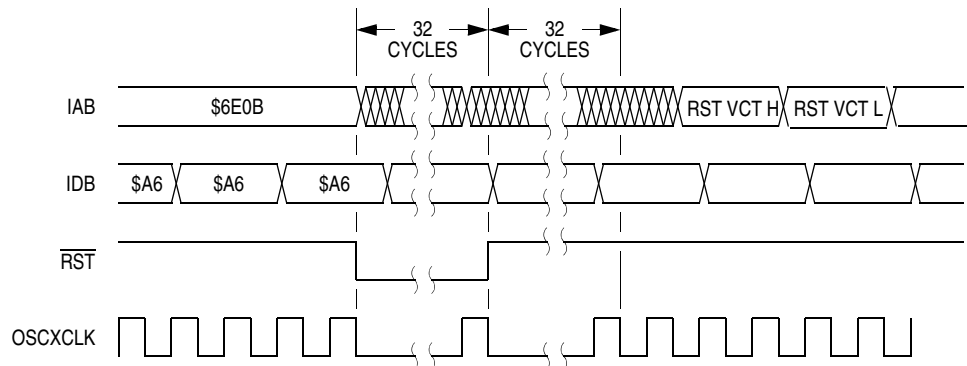 32
CYCLES
32
CYCLES
IAB
$6E0B
RST VCT H
RST VCT L
IDB
$A6
$A6
$A6
RST
OSCXCLK